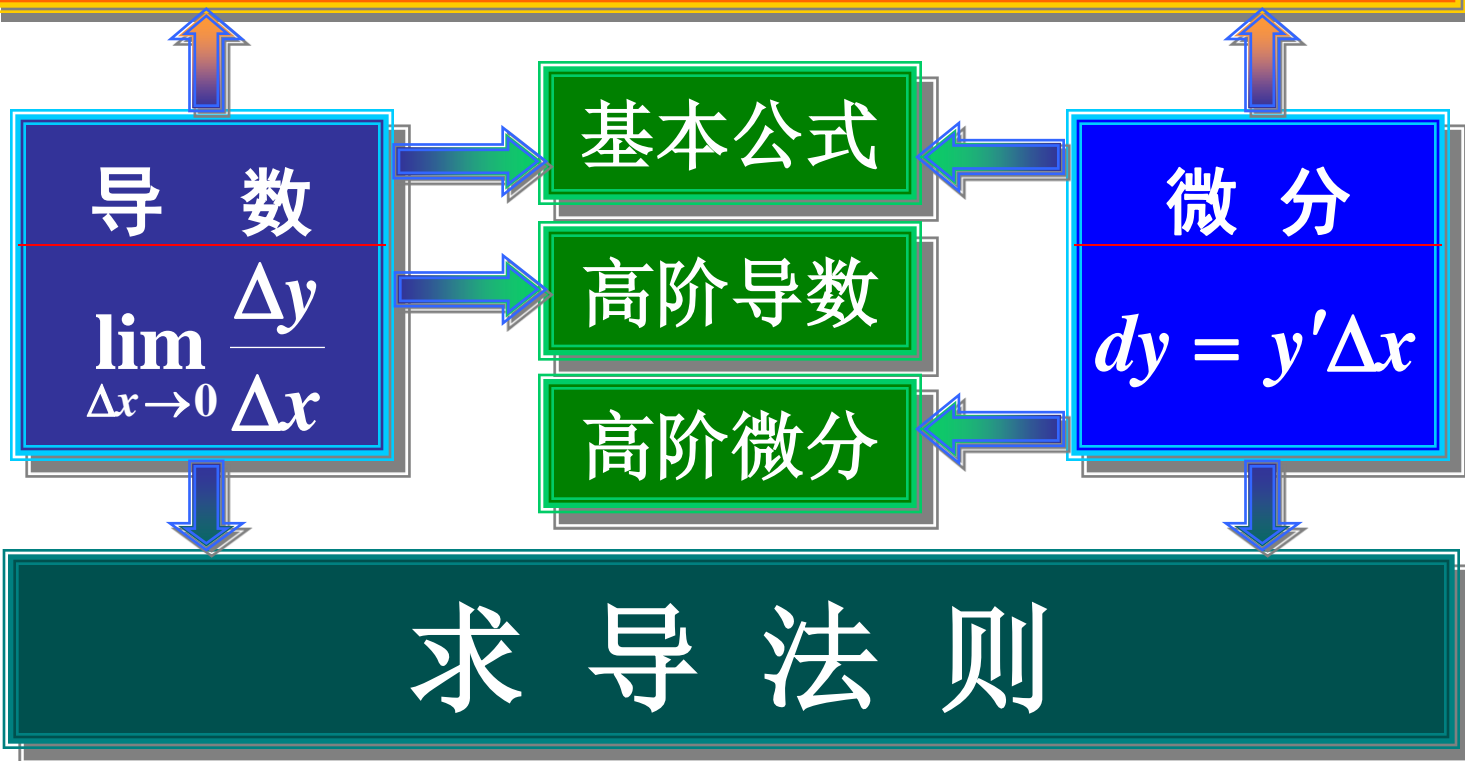 基本公式
导 数
lim Δx→0 Δy/Δx
高阶导数
高阶微分
微 分
dy = y′Δx
求 导 法 则